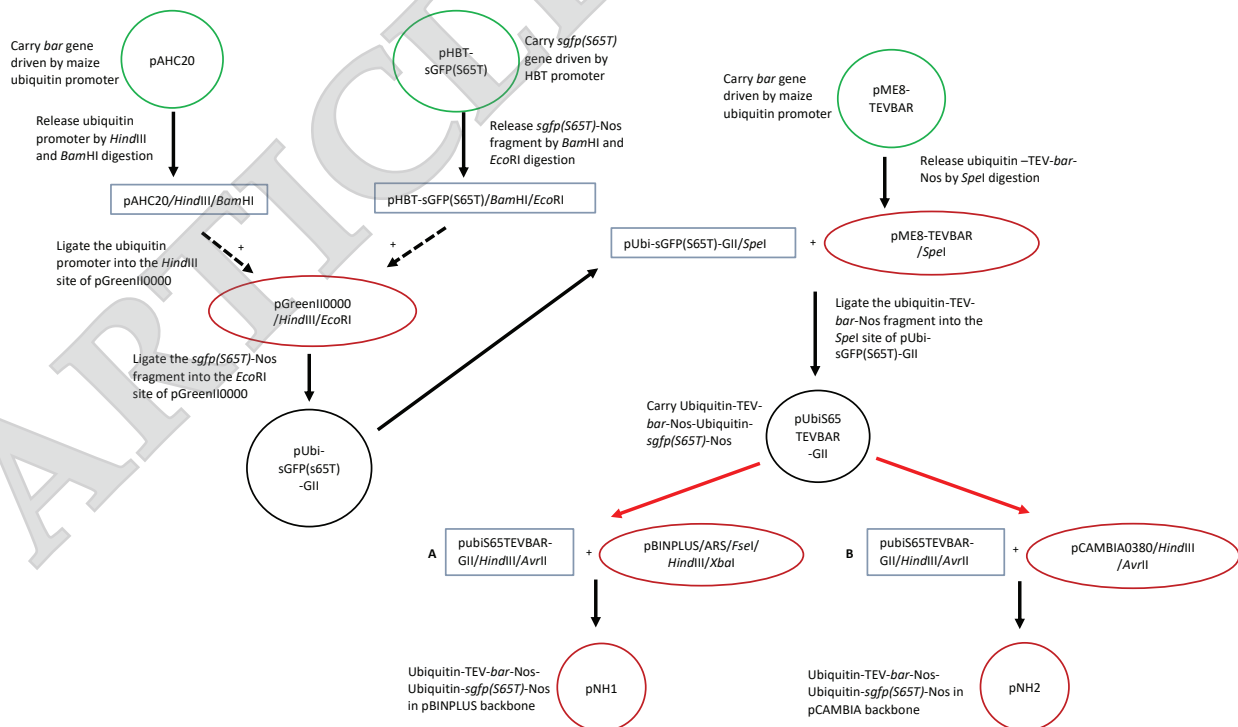 Carry bar gene
driven by maize
ubiquitin promoter
pAHC20
pHBT-
sGFP(S65T)
Carry sgfp(S65T)
gene driven by
HBT promoter
Carry bar gene
driven by maize
ubiquitin promoter
pME8-
TEVBAR
Release ubiquitin
promoter by HindIII
and BamHI digestion
Release sgfp(S65T)-Nos
fragment by BamHI and
EcoRI digestion
Release ubiquitin –TEV-bar-
Nos by SpeI digestion
pAHC20/HindIII/BamHI
pHBT-sGFP(S65T)/BamHI/EcoRI
Ligate the ubiquitin
promoter into the HindIII
site of pGreenII0000
+
+
pUbi-sGFP(S65T)-GII/SpeI
+
pME8-TEVBAR
/SpeI
pGreenII0000
/HindIII/EcoRI
Ligate the ubiquitin-TEV-
bar-Nos fragment into the
SpeI site of pUbi-
sGFP(S65T)-GII
Ligate the sgfp(S65T)-Nos
fragment into the EcoRI
site of pGreenII0000
pUbi-
sGFP(s65T)
-GII
Carry Ubiquitin-TEV-
bar-Nos-Ubiquitin-
sgfp(S65T)-Nos
pUbiS65
TEVBAR
-GII
A
pubiS65TEVBAR-
GII/HindIII/AvrII
+
pBINPLUS/ARS/FseI/
HindIII/XbaI
B
pubiS65TEVBAR-
GII/HindIII/AvrII
+
pCAMBIA0380/HindIII
/AvrII
Ubiquitin-TEV-bar-Nos-
Ubiquitin-sgfp(S65T)-Nos
in pBINPLUS backbone
pNH1
Ubiquitin-TEV-bar-Nos-
Ubiquitin-sgfp(S65T)-Nos in
pCAMBIA backbone
pNH2
ARTICLE